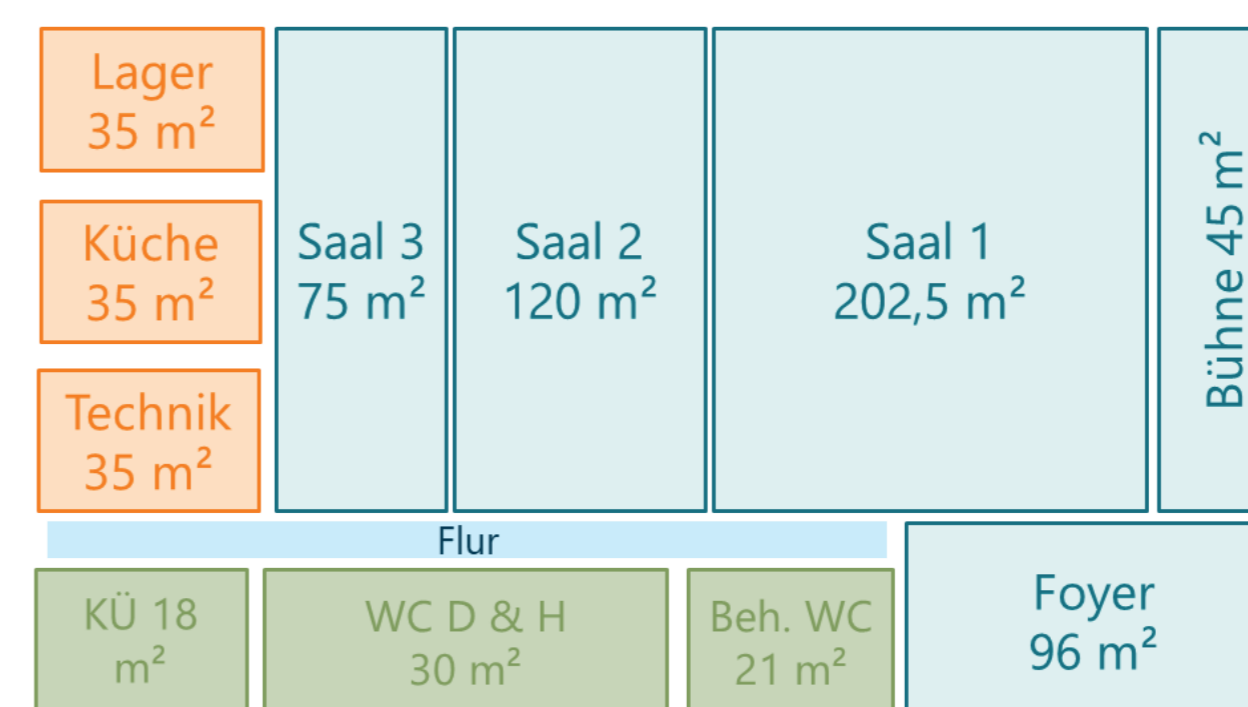 Lager
35 m²
Küche
35 m²
Technik
35 m²
Saal 3
75 m²
Saal 2
120 m²
Saal 1
202,5 m²
Bühne 45 m²
Flur
KÜ 18
m²
WC D & H
30 m²
Beh. WC
21 m²
Foyer
96 m²